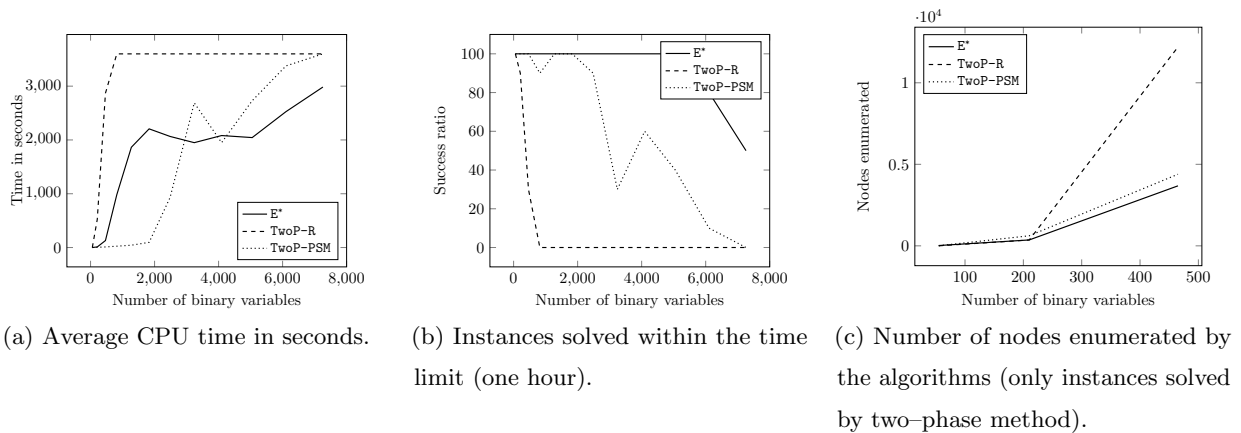 0
2,000
4,000
6,000
8,000
0
1,000
2,000
3,000
Number of binary variables
Time in seconds
E*
TwoP-R
TwoP-PSM
(a) Average CPU time in seconds.
0
2,000
4,000
6,000
8,000
0
20
40
60
80
100
Number of binary variables
Success ratio
E*
TwoP-R
TwoP-PSM
(b) Instances solved within the time
limit (one hour).
100
200
300
400
500
0
0.5
1
·10⁴
Number of binary variables
Nodes enumerated
E*
TwoP-R
TwoP-PSM
(c) Number of nodes enumerated by
the algorithms (only instances solved
by two–phase method).